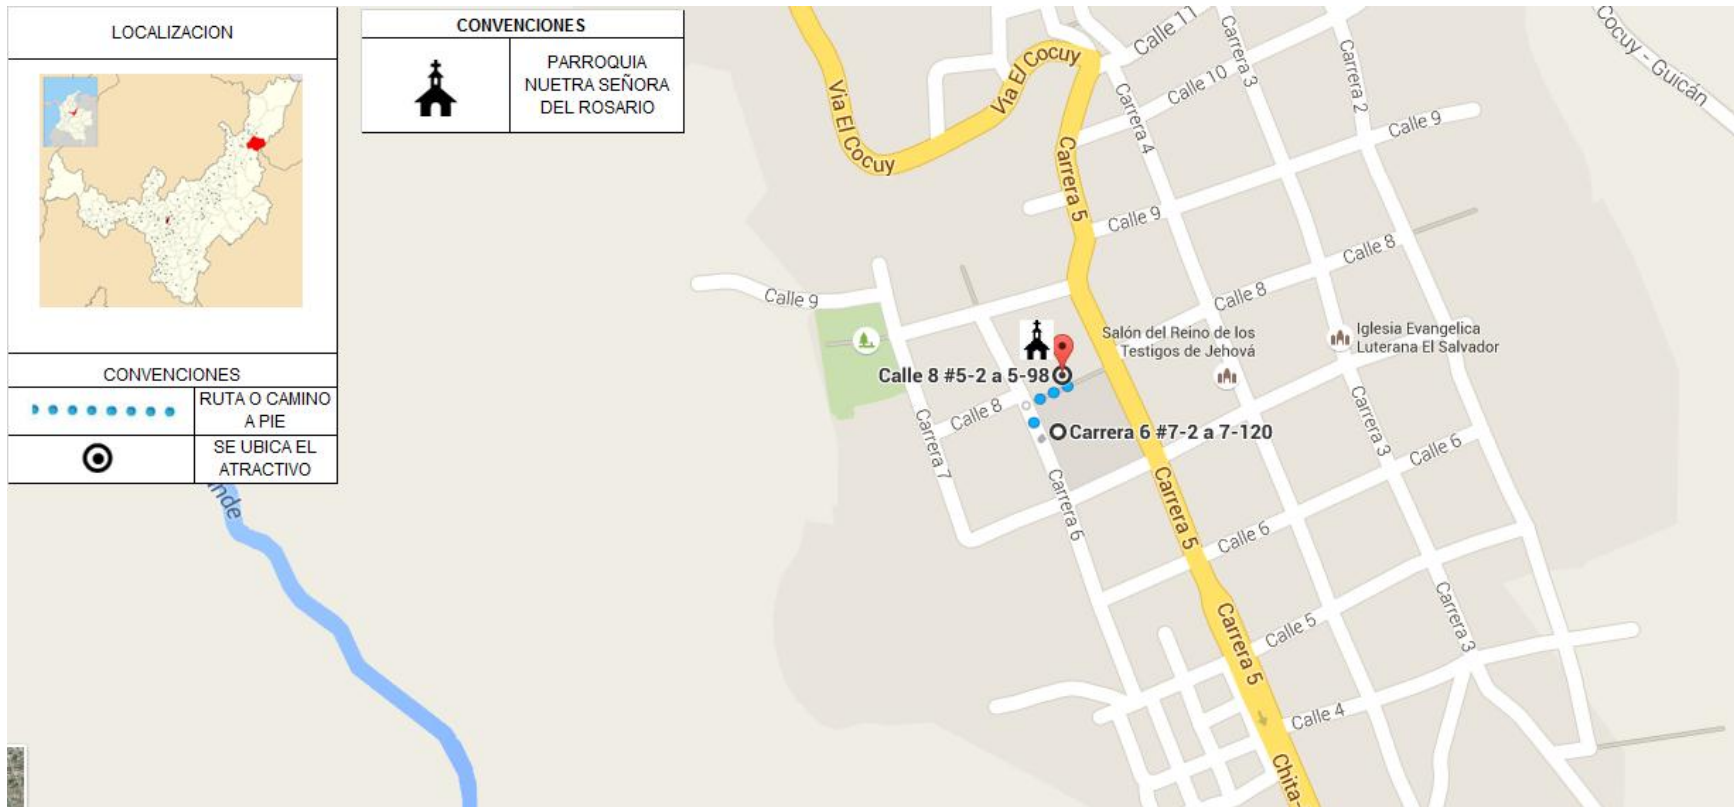 LOCALIZACION
CONVENCIONES
RUTA O CAMINO
A PIE
SE UBICA EL
ATRACTIVO
CONVENCIONES
PARROQUIA
NUETRA SEÑORA
DEL ROSARIO
Via El Cocuy
Via El Cocuy
Calle 11
Carrera 3
Carrera 2
Cocuy - Guicán
Calle 10
Carrera 4
Calle 9
Carrera 5
Calle 9
Calle 8
Calle 9
Calle 8
Salón del Reino de los
Testigos de Jehová
Iglesia Evangelica
Luterana El Salvador
Calle 8 #5-2 a 5-98
Calle 8
Carrera 7
Carrera 6 #7-2 a 7-120
Carrera 3
Calle 6
Carrera 6
Carrera 5
Calle 6
Carrera 3
Calle 5
Carrera 5
Calle 4
Chita-